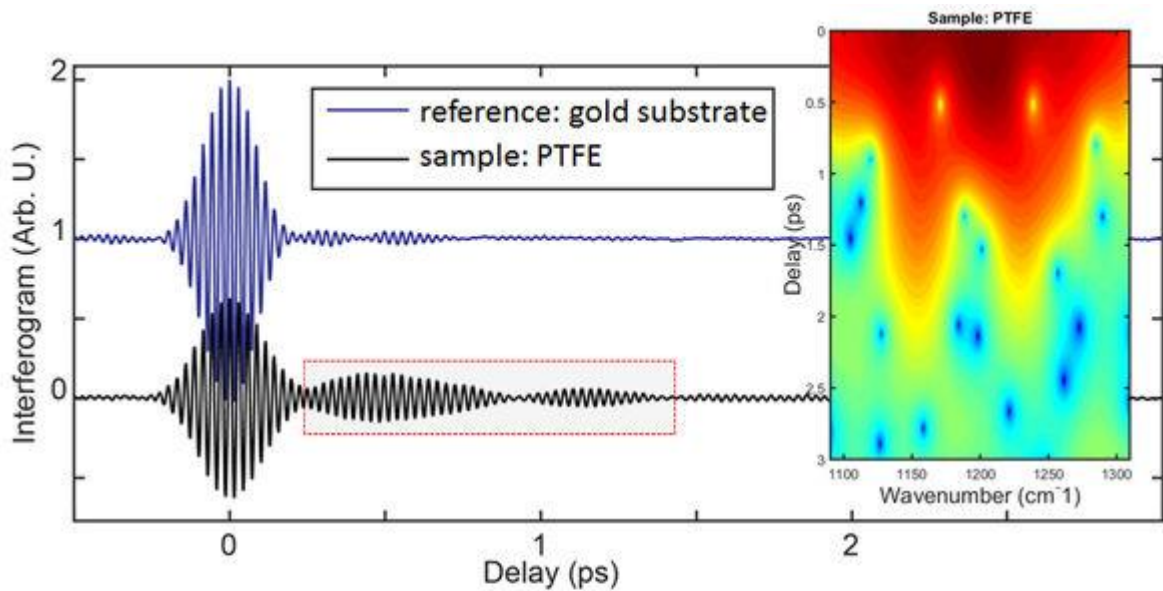 Sample: PTFE
reference: gold substrate
sample: PTFE
Interferogram (Arb. U.)
2
1
0
0
1
2
Delay (ps)
Delay (ps)
0
0.5
1
1.5
2
2.5
3
1100
1150
1200
1250
1300
Wavenumber (cm⁻1)